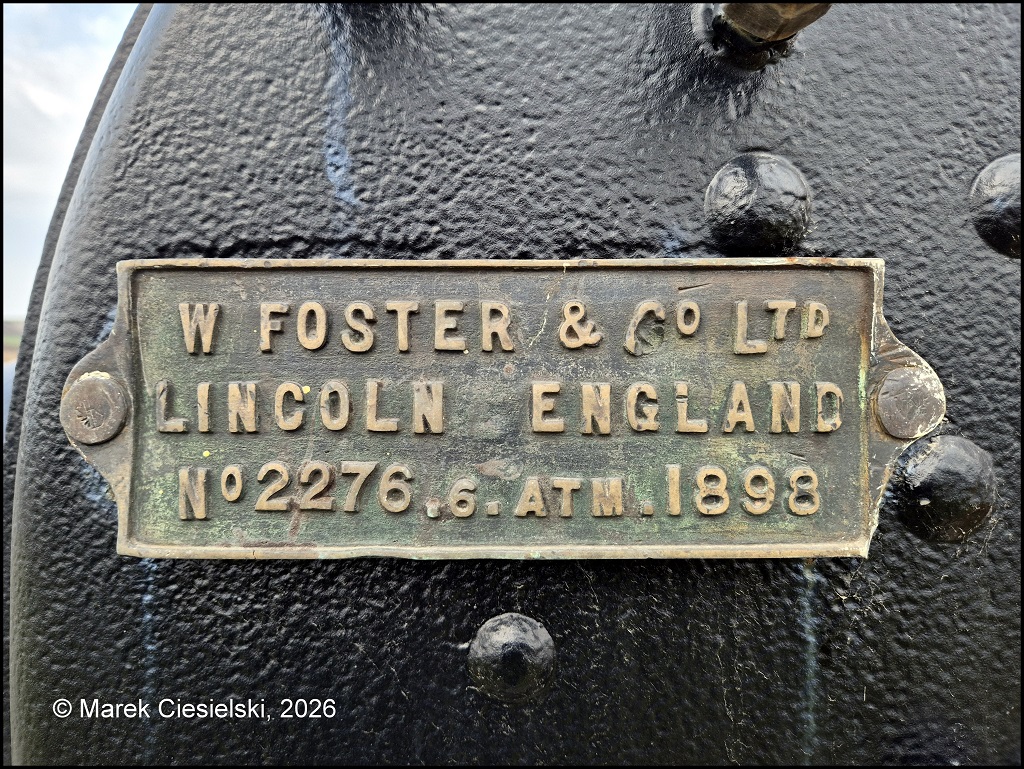 W FOSTER & Co LTD
LINCOLN ENGLAND
No 2276.6.ATM.1898
© Marek Ciesielski, 2026